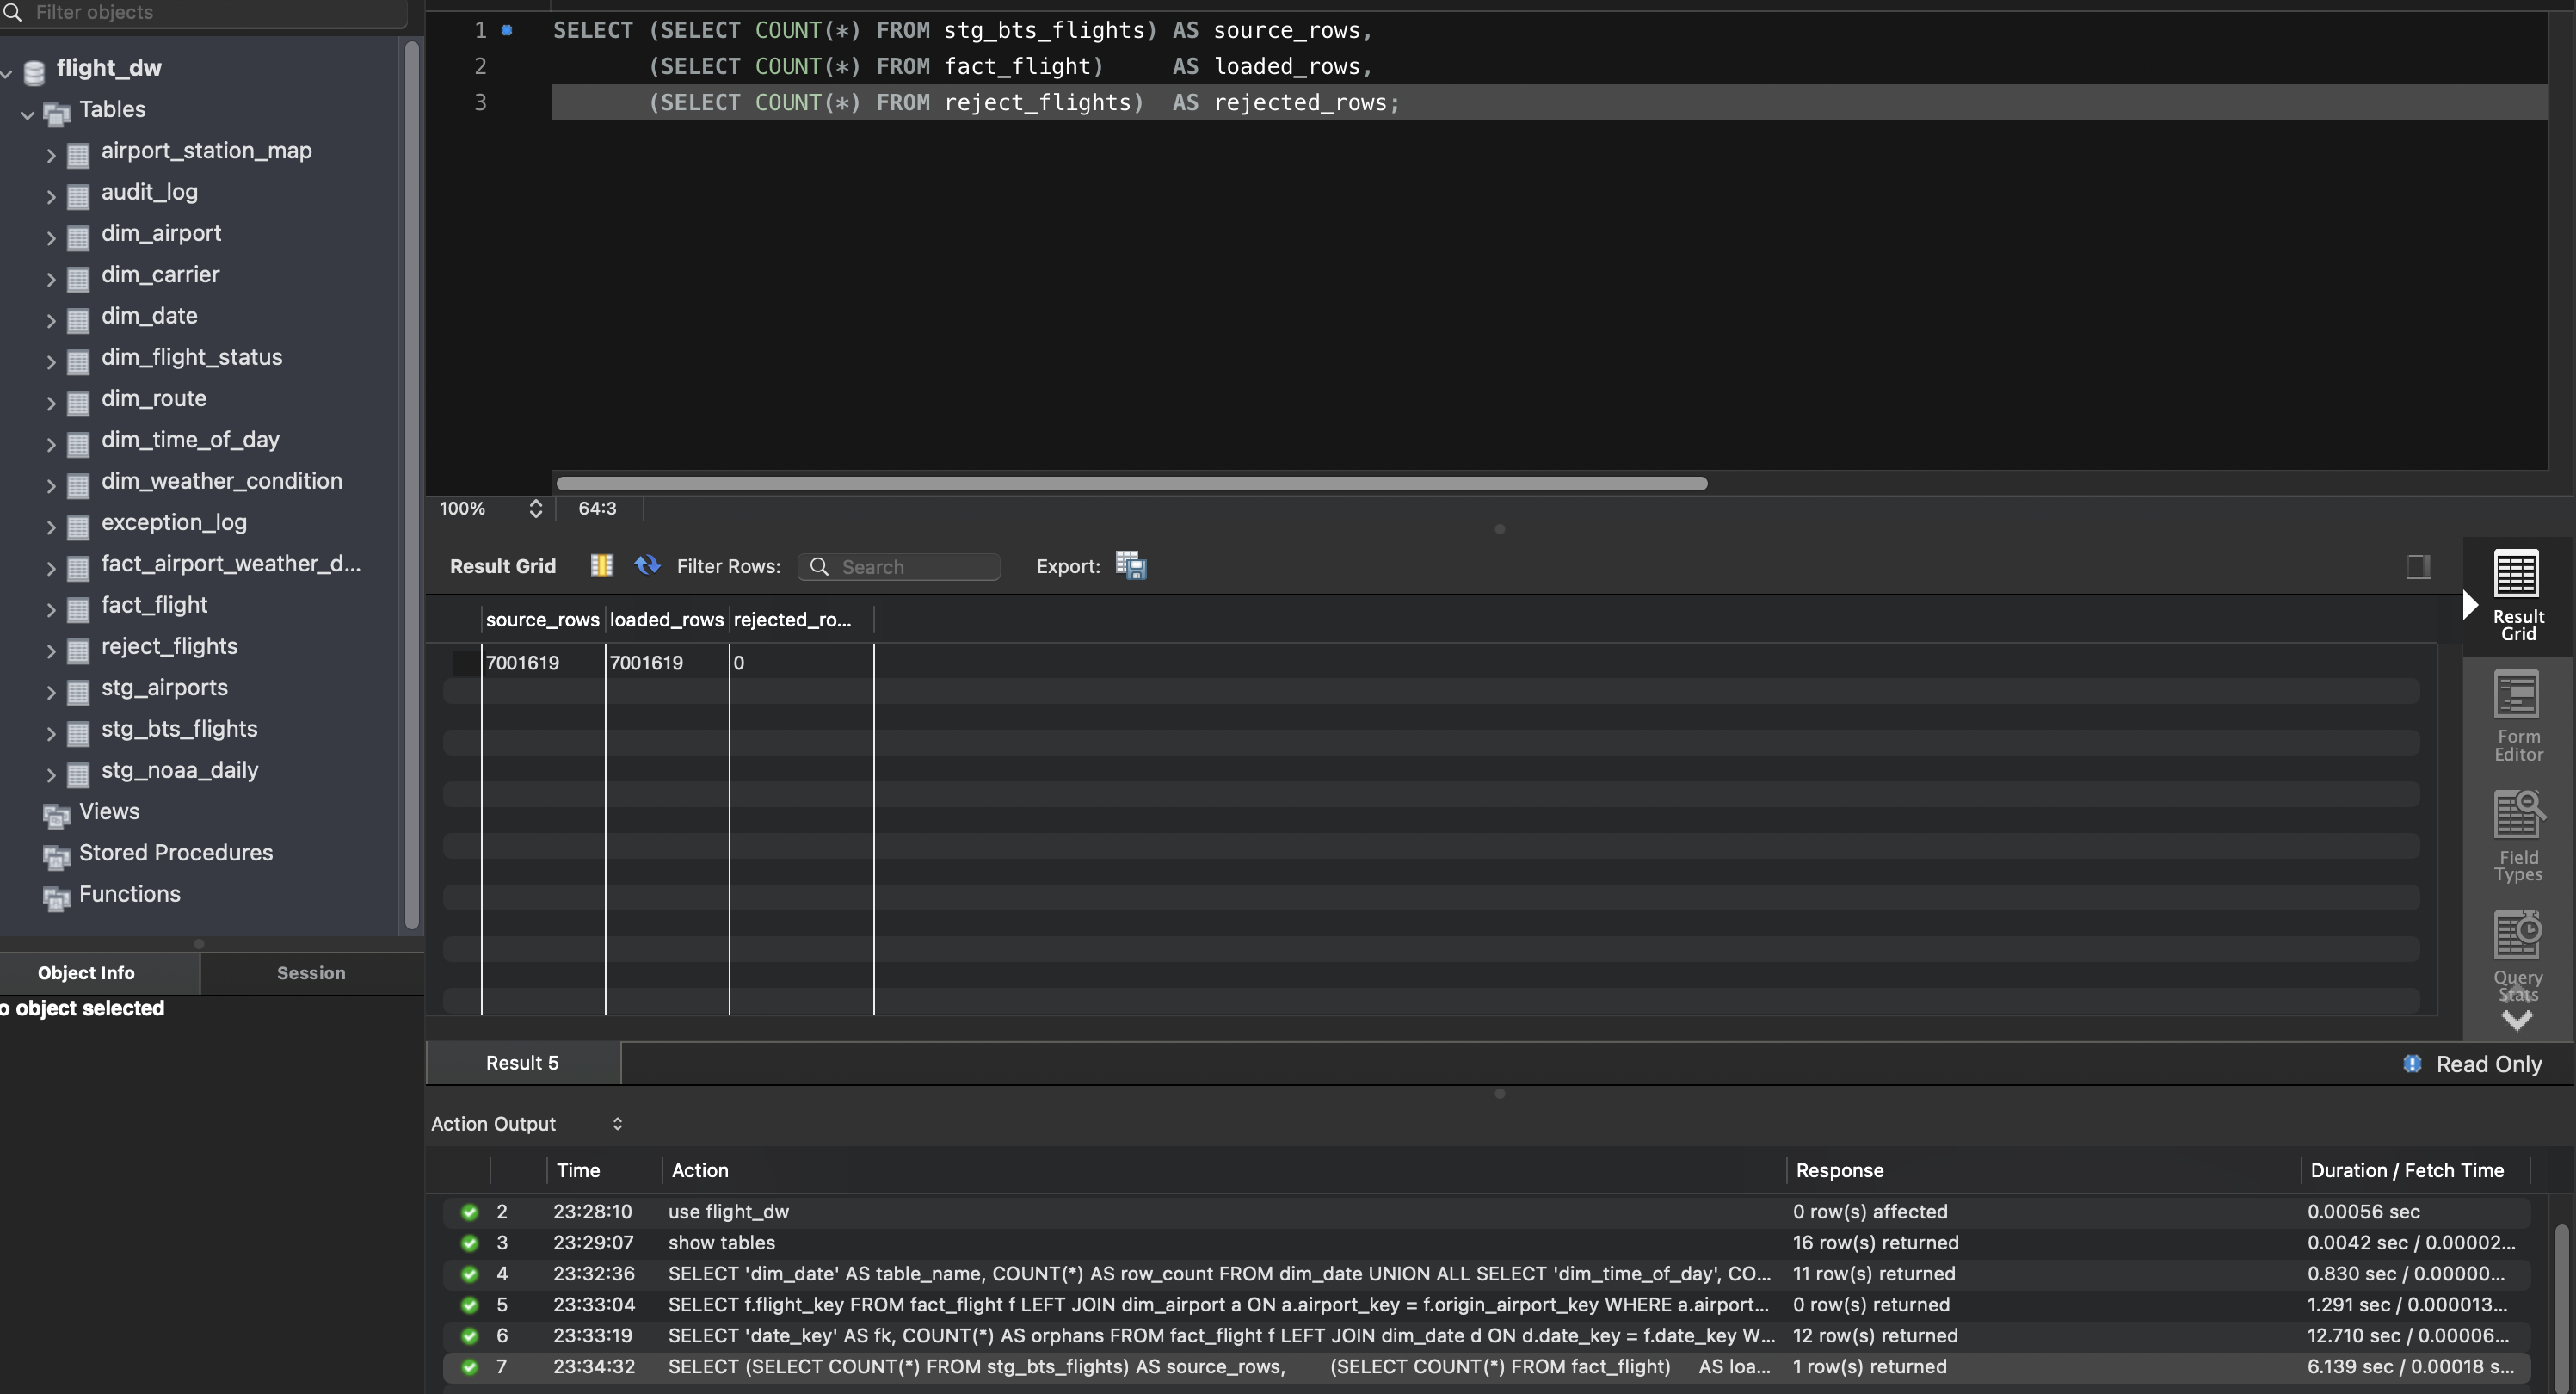 Filter objects
flight_dw
Tables
airport_station_map
audit_log
dim_airport
dim_carrier
dim_date
dim_flight_status
dim_route
dim_time_of_day
dim_weather_condition
exception_log
fact_airport_weather_d...
fact_flight
reject_flights
stg_airports
stg_bts_flights
stg_noaa_daily
Views
Stored Procedures
Functions
Object Info Session
o object selected
1 SELECT (SELECT COUNT(*) FROM stg_bts_flights) AS source_rows,
2 (SELECT COUNT(*) FROM fact_flight) AS loaded_rows,
3 (SELECT COUNT(*) FROM reject_flights) AS rejected_rows;
100% 64:3
Result Grid Filter Rows: Search Export:
source_rows loaded_rows rejected_ro...
7001619 7001619 0
Result
Grid
Form
Editor
Field
Types
Query
Stats
Result 5 Read Only
Action Output
Time Action Response Duration / Fetch Time
2 23:28:10 use flight_dw 0 row(s) affected 0.00056 sec
3 23:29:07 show tables 16 row(s) returned 0.0042 sec / 0.00002...
4 23:32:36 SELECT 'dim_date' AS table_name, COUNT(*) AS row_count FROM dim_date UNION ALL SELECT 'dim_time_of_day', CO... 11 row(s) returned 0.830 sec / 0.00000...
5 23:33:04 SELECT f.flight_key FROM fact_flight f LEFT JOIN dim_airport a ON a.airport_key = f.origin_airport_key WHERE a.airport... 0 row(s) returned 1.291 sec / 0.000013...
6 23:33:19 SELECT 'date_key' AS fk, COUNT(*) AS orphans FROM fact_flight f LEFT JOIN dim_date d ON d.date_key = f.date_key W... 12 row(s) returned 12.710 sec / 0.00006...
7 23:34:32 SELECT (SELECT COUNT(*) FROM stg_bts_flights) AS source_rows, (SELECT COUNT(*) FROM fact_flight) AS loa... 1 row(s) returned 6.139 sec / 0.00018 s...